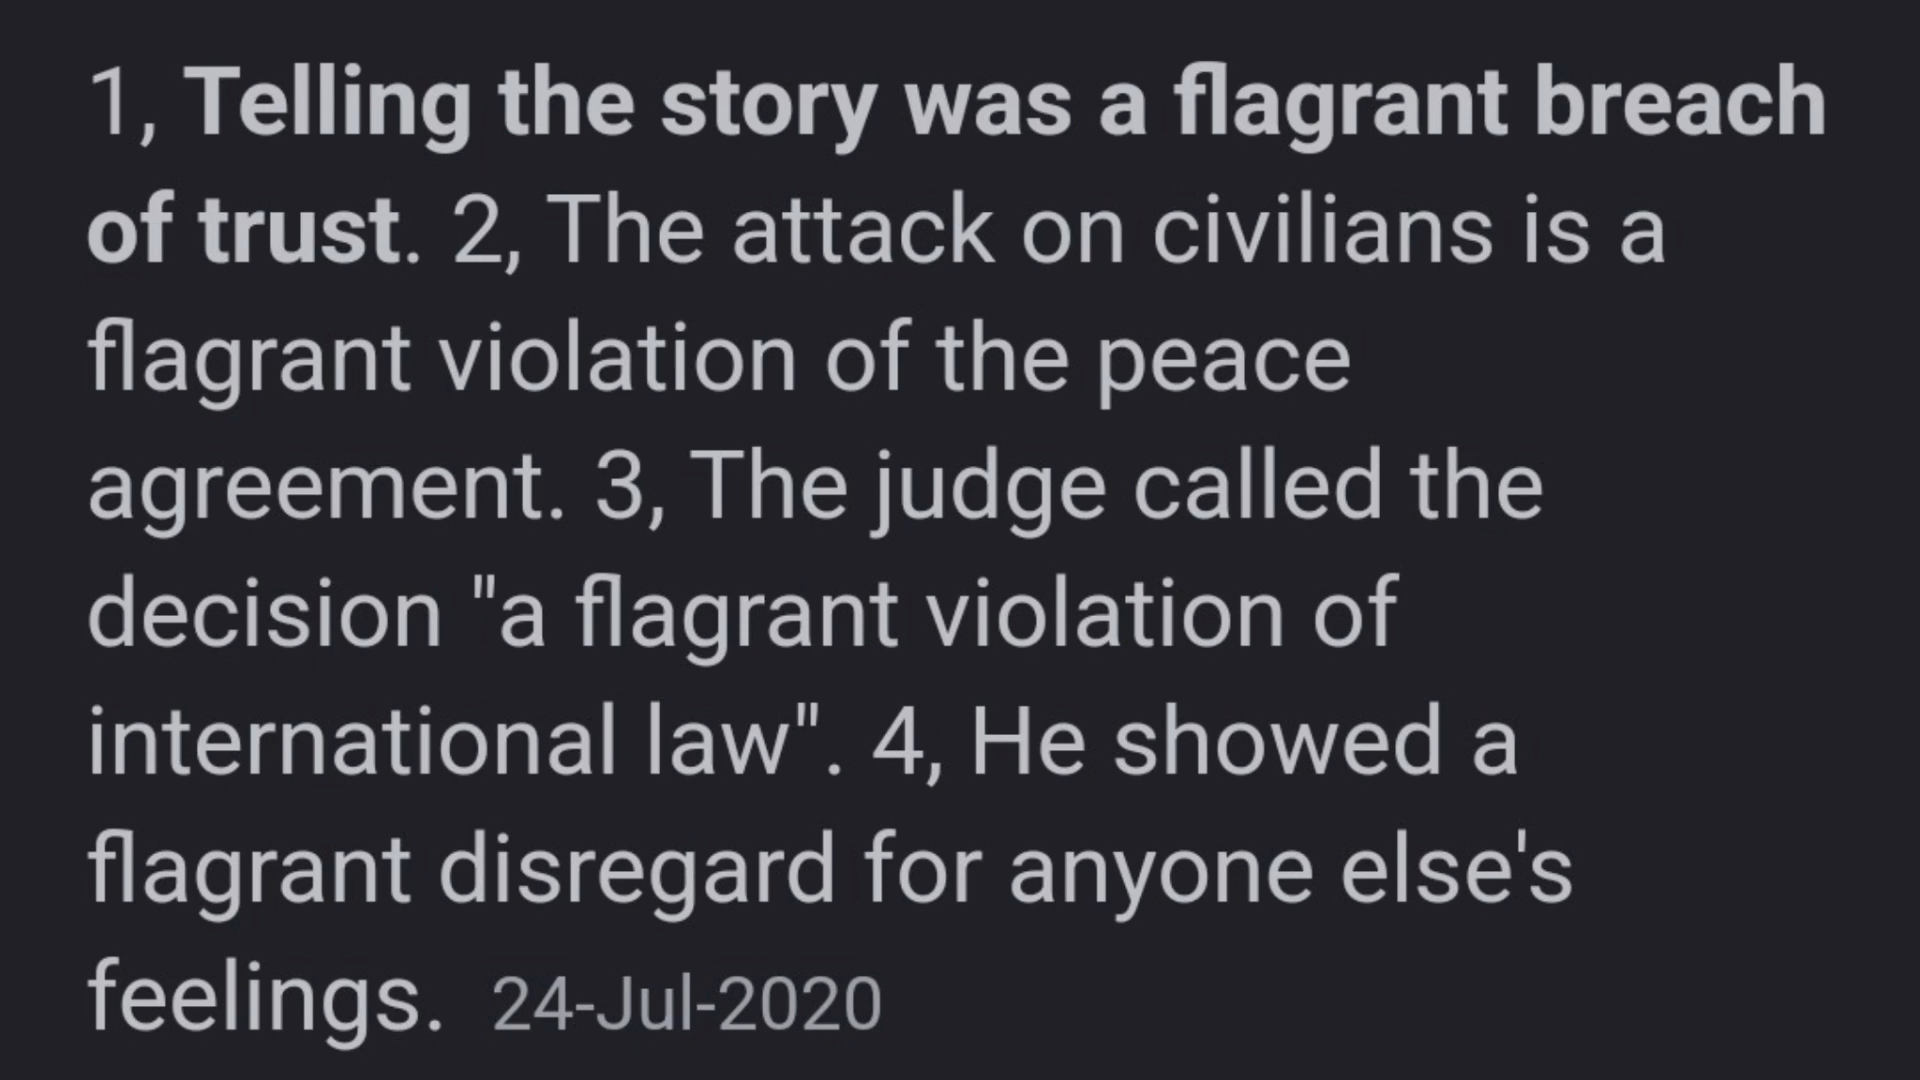 1, Telling the story was a flagrant breach
of trust. 2, The attack on civilians is a
flagrant violation of the peace
agreement. 3, The judge called the
decision "a flagrant violation of
international law". 4, He showed a
flagrant disregard for anyone else's
feelings. 24-Jul-2020